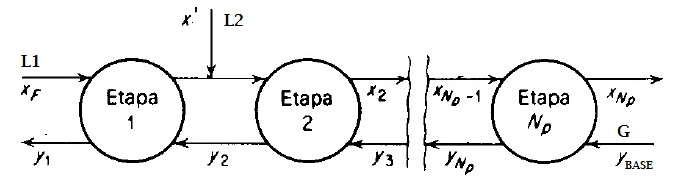 x' L2
L1
x_F Etapa 1 Etapa 2 x_2 x_{N_p-1} Etapa N_p x_{N_p}
G
y_1 y_2 y_3 y_{N_p} y_BASE